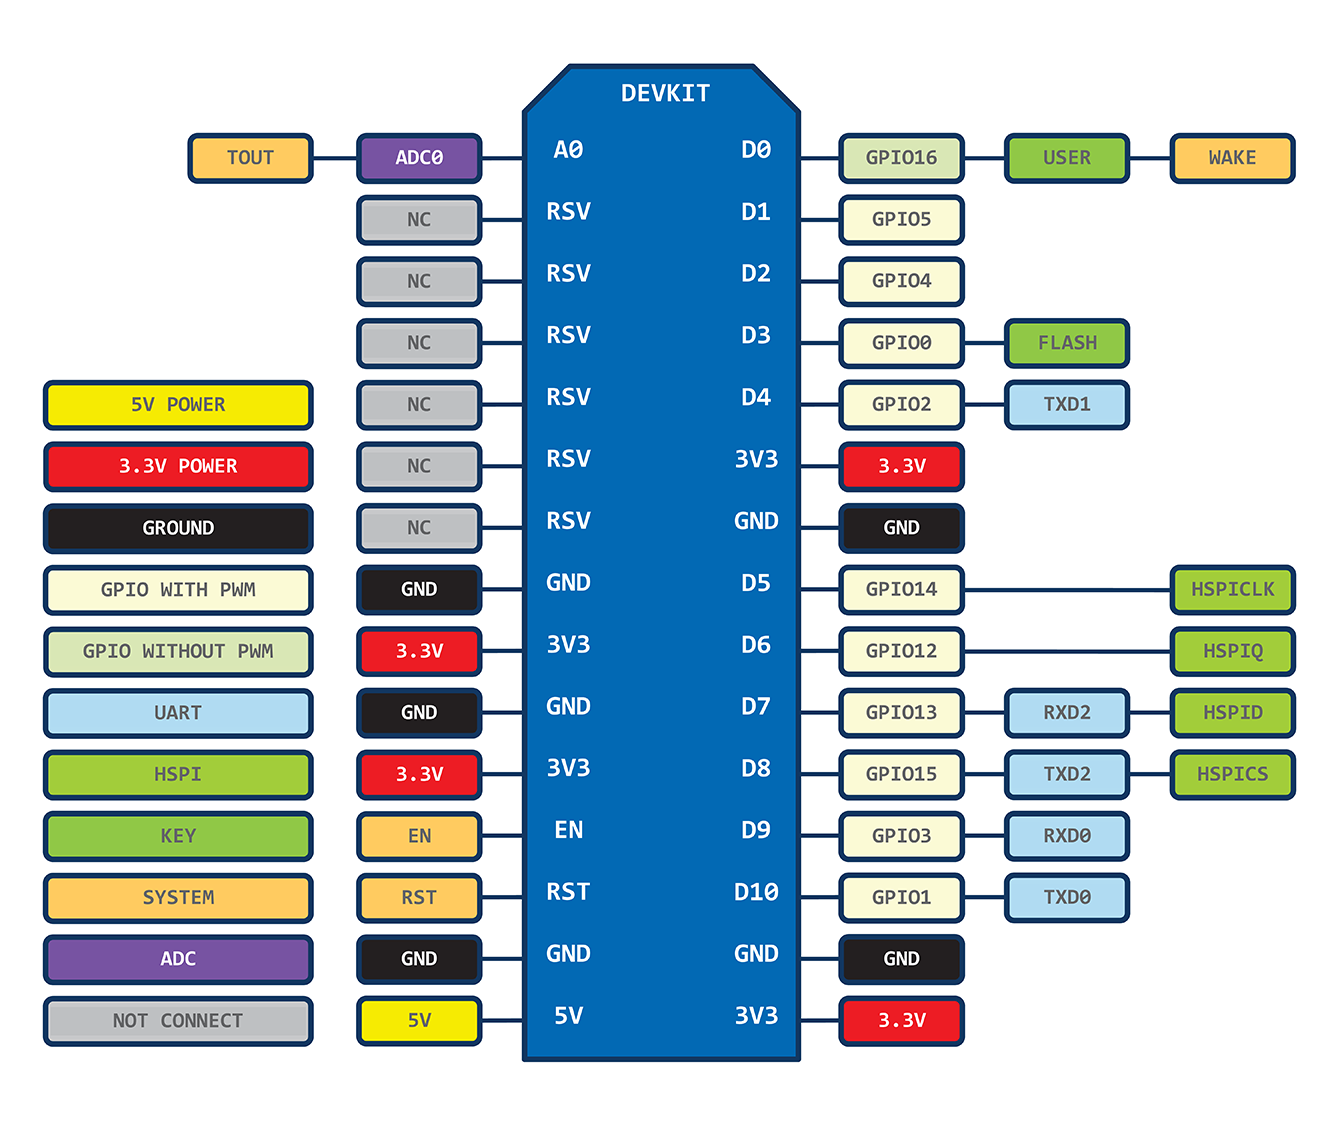 DEVKIT
TOUT ADC0 A0 D0 GPIO16 USER WAKE
NC RSV D1 GPIO5
NC RSV D2 GPIO4
NC RSV D3 GPIO0 FLASH
5V POWER NC RSV D4 GPIO2 TXD1
3.3V POWER NC RSV 3V3 3.3V
GROUND NC RSV GND GND
GPIO WITH PWM GND GND D5 GPIO14 HSPICLK
GPIO WITHOUT PWM 3.3V 3V3 D6 GPIO12 HSPIQ
UART GND GND D7 GPIO13 RXD2 HSPID
HSPI 3.3V 3V3 D8 GPIO15 TXD2 HSPICS
KEY EN EN D9 GPIO3 RXD0
SYSTEM RST RST D10 GPIO1 TXD0
ADC GND GND GND GND
NOT CONNECT 5V 5V 3V3 3.3V